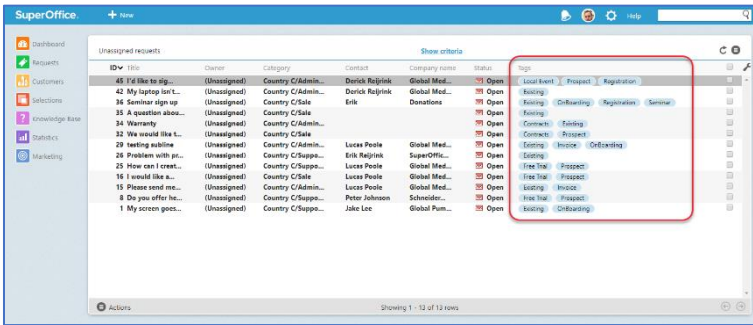 SuperOffice. + New Help
Dashboard
Requests
Customers
Selections
Knowledge Base
Statistics
Marketing
Unassigned requests Show criteria
ID Title Owner Category Contact Company name Status Tags
45 I'd like to sig... (Unassigned) Country C/Admin... Dorick Reijrink Global Med... Open Local Event Prospect Registration
42 My laptop isn't... (Unassigned) Country C/Admin... Dorick Reijrink Global Med... Open Existing
36 Seminar sign up (Unassigned) Country C/Sale Erik Donations Open Existing OnBoarding Registration Seminar
35 A question abou... (Unassigned) Country C/Sale Open Existing
34 Warranty (Unassigned) Country C/Sale Open Contracts Existing
32 We would like t... (Unassigned) Country C/Sale Open Contracts Prospect
29 testing subline (Unassigned) Country C/Admin... Lucas Poole Global Med... Open Existing Invoice OnBoarding
26 Problem with pr... (Unassigned) Country C/Suppo... Erik Reijrink SuperOffic... Open Existing
25 How can I creat... (Unassigned) Country C/Suppo... Lucas Poole Global Med... Open Free Trial Prospect
16 I would like a... (Unassigned) Country C/Sale Lucas Poole Global Med... Open Free Trial Prospect
15 Please send me... (Unassigned) Country C/Admin... Lucas Poole Global Med... Open Existing Invoice
8 Do you offer he... (Unassigned) Country C/Suppo... Peter Johnson Schneider... Open Free Trial Prospect
1 My screen goes... (Unassigned) Country C/Suppo... Jake Lee Global Pum... Open Existing OnBoarding
Actions Showing 1 - 13 of 13 rows